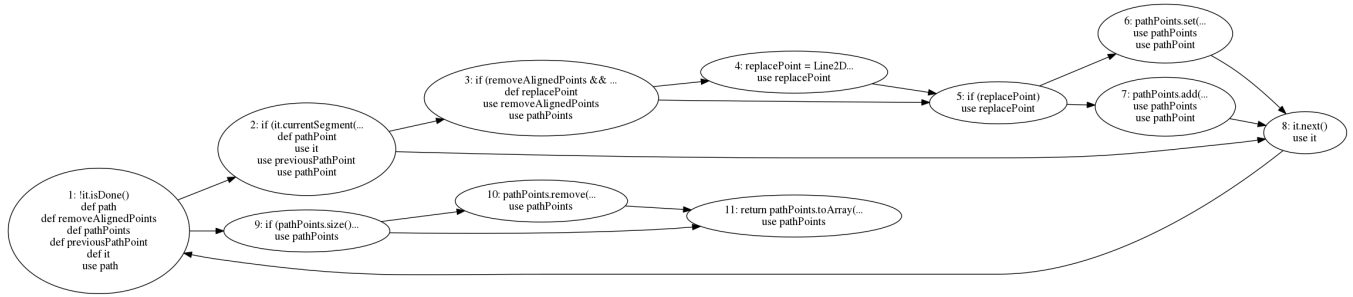 1: !it.isDone()
def path
def removeAlignedPoints
def pathPoints
def previousPathPoint
def it
use path
2: if (it.currentSegment(...
def pathPoint
use it
use previousPathPoint
use pathPoint
3: if (removeAlignedPoints && ...
def replacePoint
use removeAlignedPoints
use pathPoints
4: replacePoint = Line2D...
use replacePoint
5: if (replacePoint)
use replacePoint
6: pathPoints.set(...
use pathPoints
use pathPoint
7: pathPoints.add(...
use pathPoints
use pathPoint
8: it.next()
use it
9: if (pathPoints.size()...
use pathPoints
10: pathPoints.remove(...
use pathPoints
11: return pathPoints.toArray(...
use pathPoints